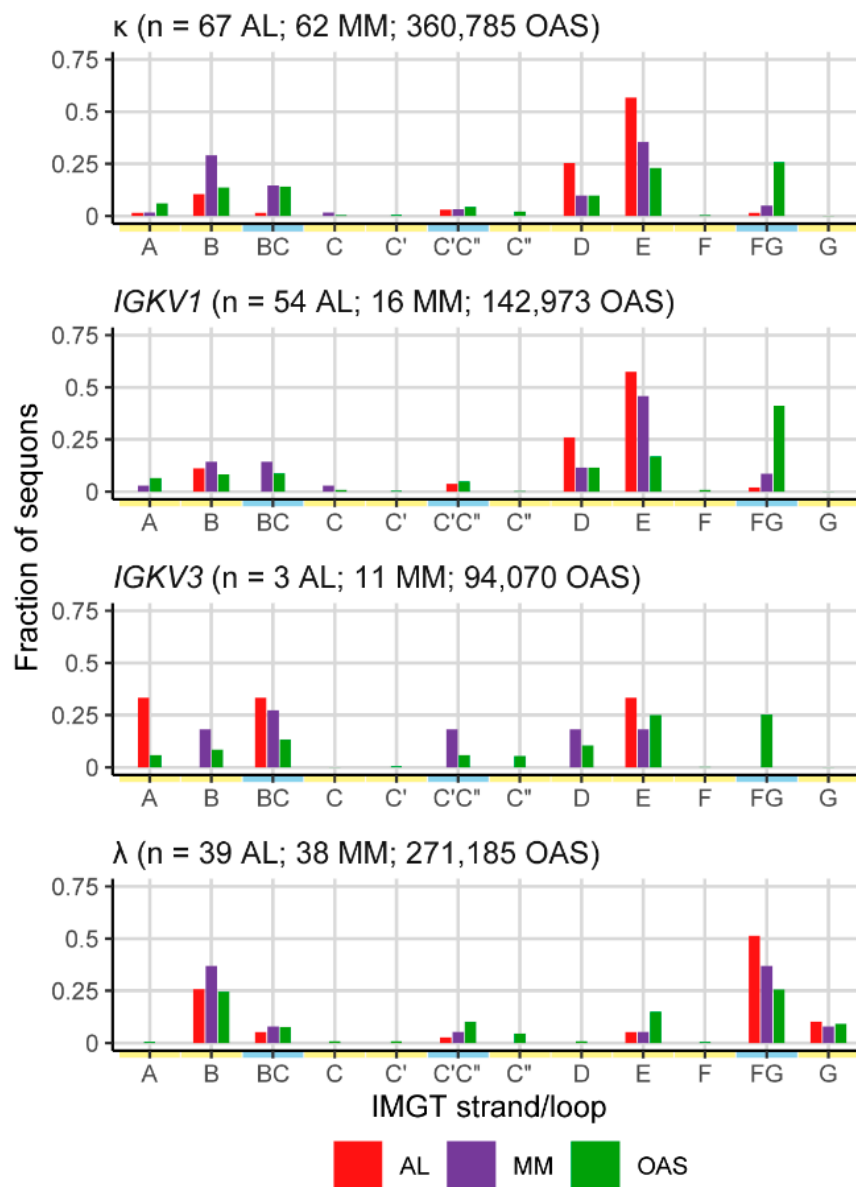 κ (n = 67 AL; 62 MM; 360,785 OAS)
0.75
0.5
0.25
0
A B BC C C' C'C" C" D E F FG G
IGKV1 (n = 54 AL; 16 MM; 142,973 OAS)
0.75
0.5
0.25
0
A B BC C C' C'C" C" D E F FG G
Fraction of sequons
IGKV3 (n = 3 AL; 11 MM; 94,070 OAS)
0.75
0.5
0.25
0
A B BC C C' C'C" C" D E F FG G
λ (n = 39 AL; 38 MM; 271,185 OAS)
0.75
0.5
0.25
0
A B BC C C' C'C" C" D E F FG G
IMGT strand/loop
AL MM OAS